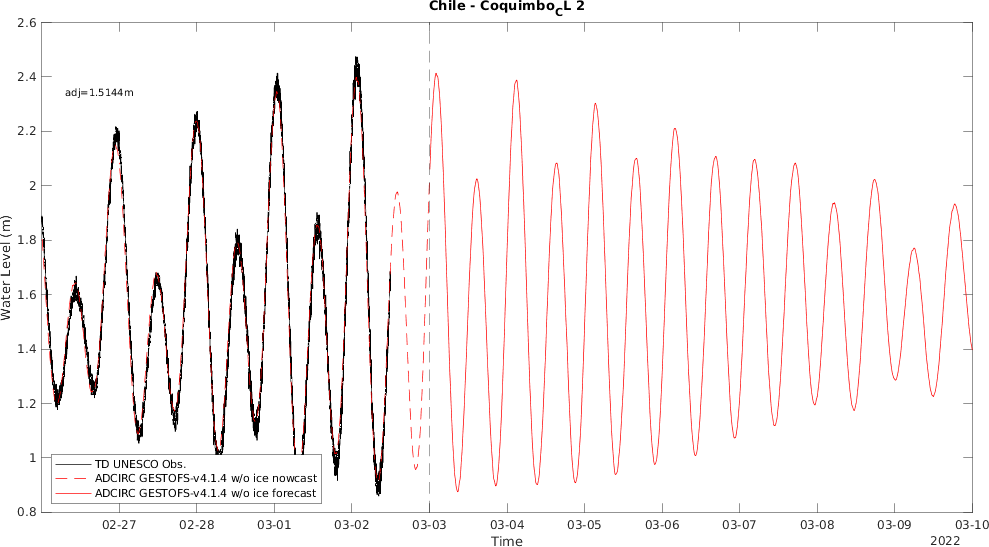 Chile - Coquimbo_CL 2
2.6
2.4
adj=1.5144m
2.2
2
1.8
Water Level (m)
1.6
1.4
1.2
1
0.8
TD UNESCO Obs.
ADCIRC GESTOFS-v4.1.4 w/o ice nowcast
ADCIRC GESTOFS-v4.1.4 w/o ice forecast
02-27 02-28 03-01 03-02 03-03 03-04 03-05 03-06 03-07 03-08 03-09 03-10
Time
2022